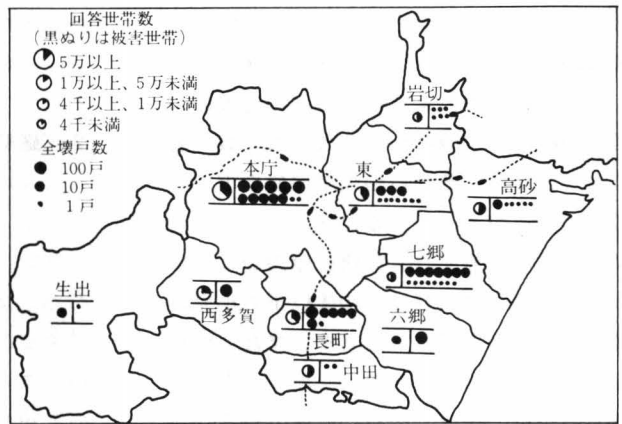 回答世帯数
(黒ぬりは被害世帯)
5万以上
1万以上、5万未満
4千以上、1万未満
4千未満
全壊戸数
100戸
10戸
1戸
岩切
本庁
東
高砂
七郷
生出
西多賀
長町
六郷
中田